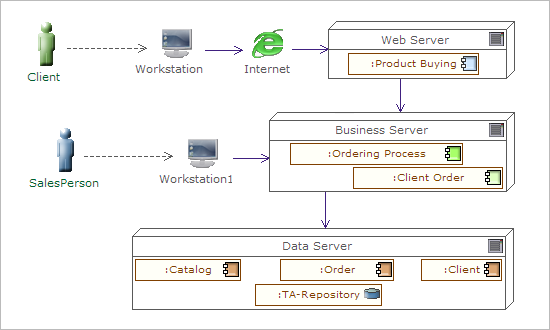 Web Server
:Product Buying
Client
Workstation
Internet
Business Server
:Ordering Process
:Client Order
SalesPerson
Workstation1
Data Server
:Catalog
:Order
:Client
:TA-Repository